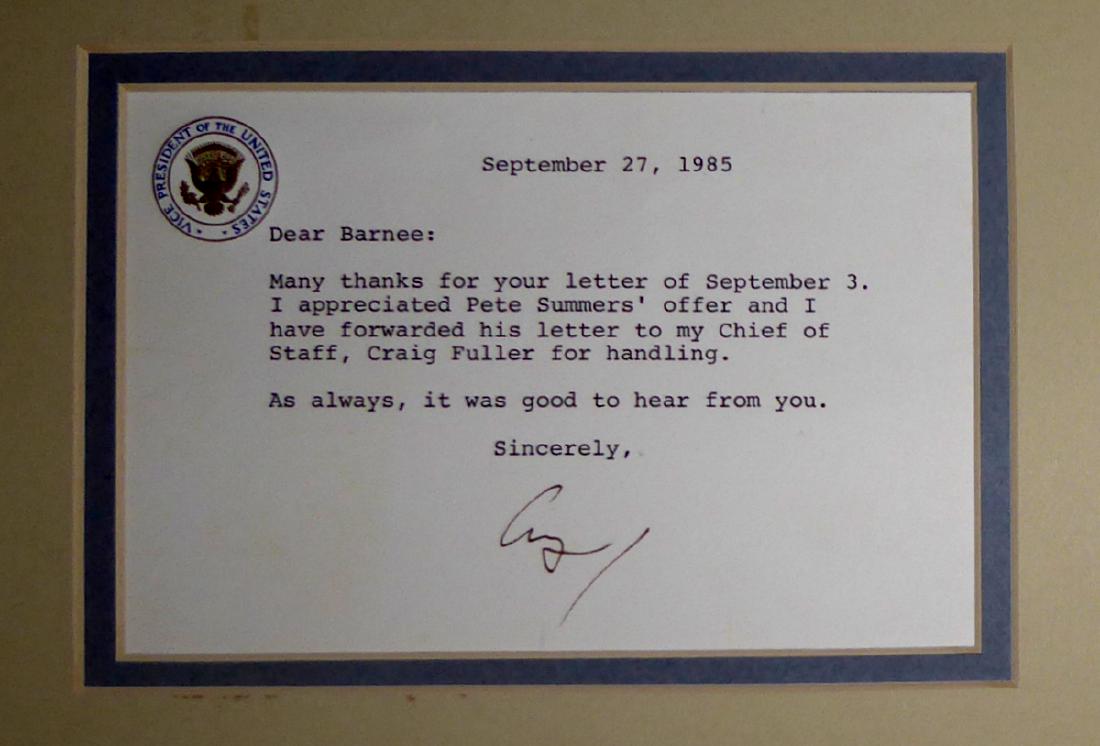 VICE PRESIDENT OF THE UNITED STATES
September 27, 1985
Dear Barnee:
Many thanks for your letter of September 3.
I appreciated Pete Summers' offer and I
have forwarded his letter to my Chief of
Staff, Craig Fuller for handling.
As always, it was good to hear from you.
Sincerely,